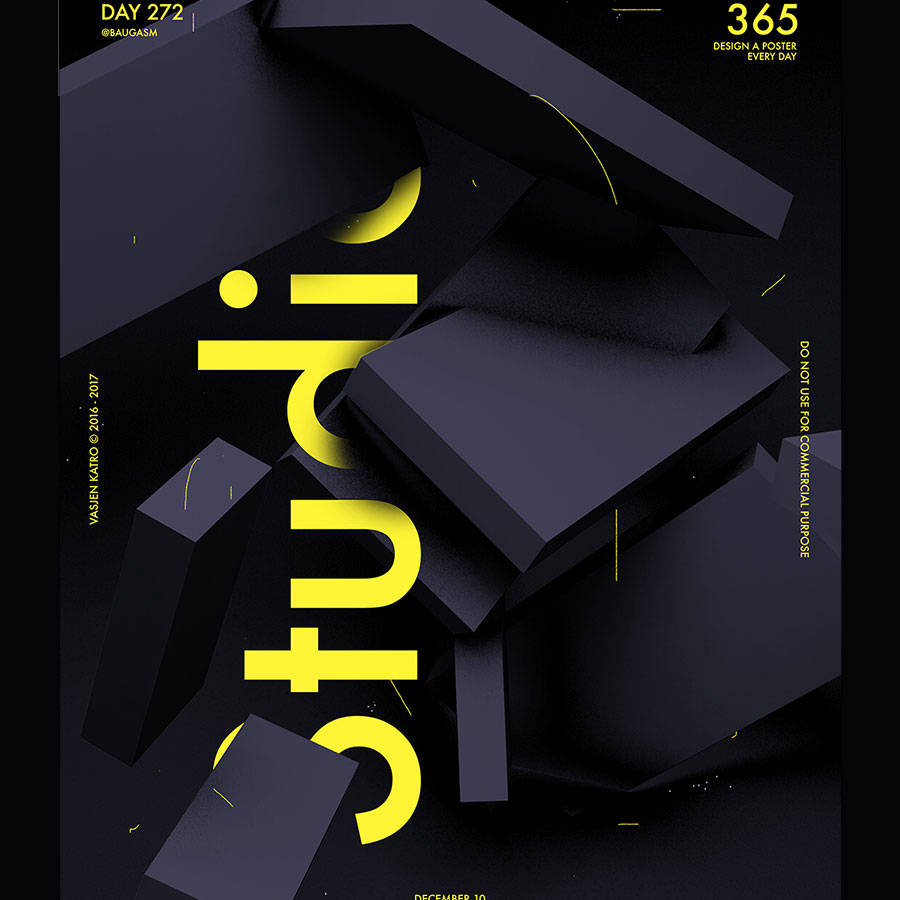 DAY 272
@BAUGASM
365
DESIGN A POSTER
EVERY DAY
Studio
VASJEN KATRO © 2016 - 2017
DO NOT USE FOR COMMERCIAL PURPOSE
DECEMBER 10